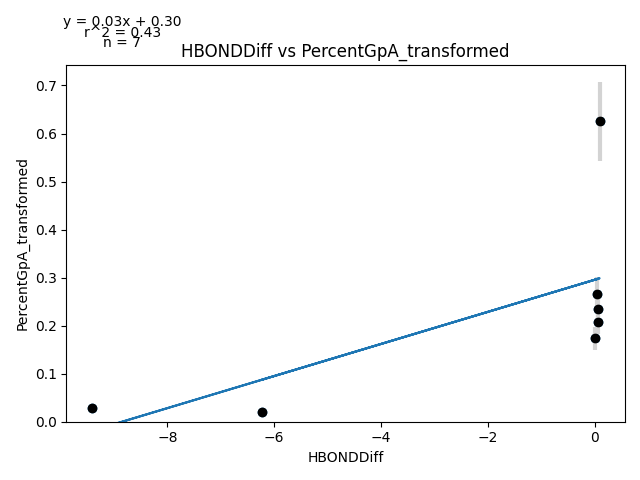 y = 0.03x + 0.30
r^2 = 0.43
n = 7
HBONDDiff vs PercentGpA_transformed
0.7
0.6
0.5
0.4
0.3
0.2
0.1
0.0
PercentGpA_transformed
−8
−6
−4
−2
0
HBONDDiff